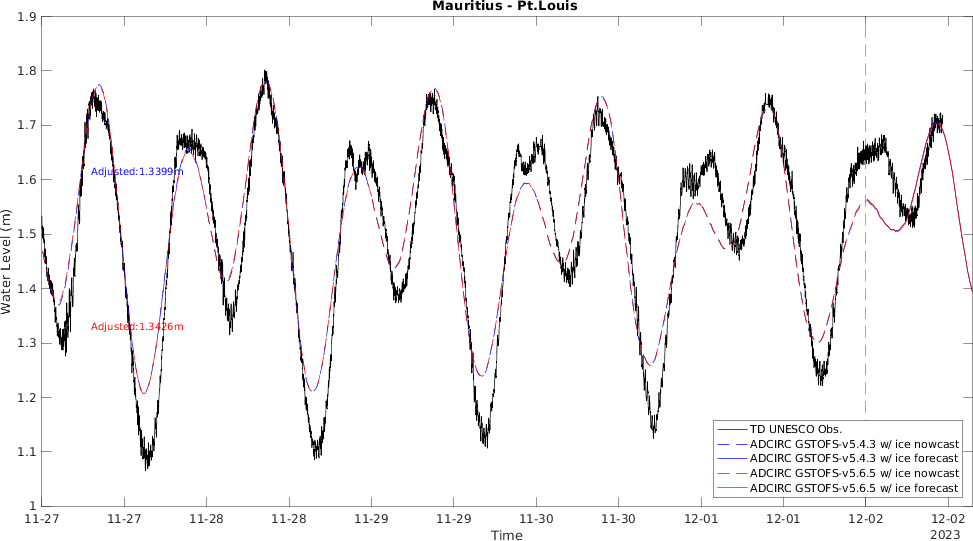 Mauritius - Pt.Louis
1.9
1.8
1.7
1.6
1.5
1.4
1.3
1.2
1.1
1
Water Level (m)
Adjusted:1.3399m
Adjusted:1.3426m
TD UNESCO Obs.
ADCIRC GSTOFS-v5.4.3 w/ ice nowcast
ADCIRC GSTOFS-v5.4.3 w/ ice forecast
ADCIRC GSTOFS-v5.6.5 w/ ice nowcast
ADCIRC GSTOFS-v5.6.5 w/ ice forecast
11-27 11-27 11-28 11-28 11-29 11-29 11-30 11-30 12-01 12-01 12-02 12-02
2023
Time